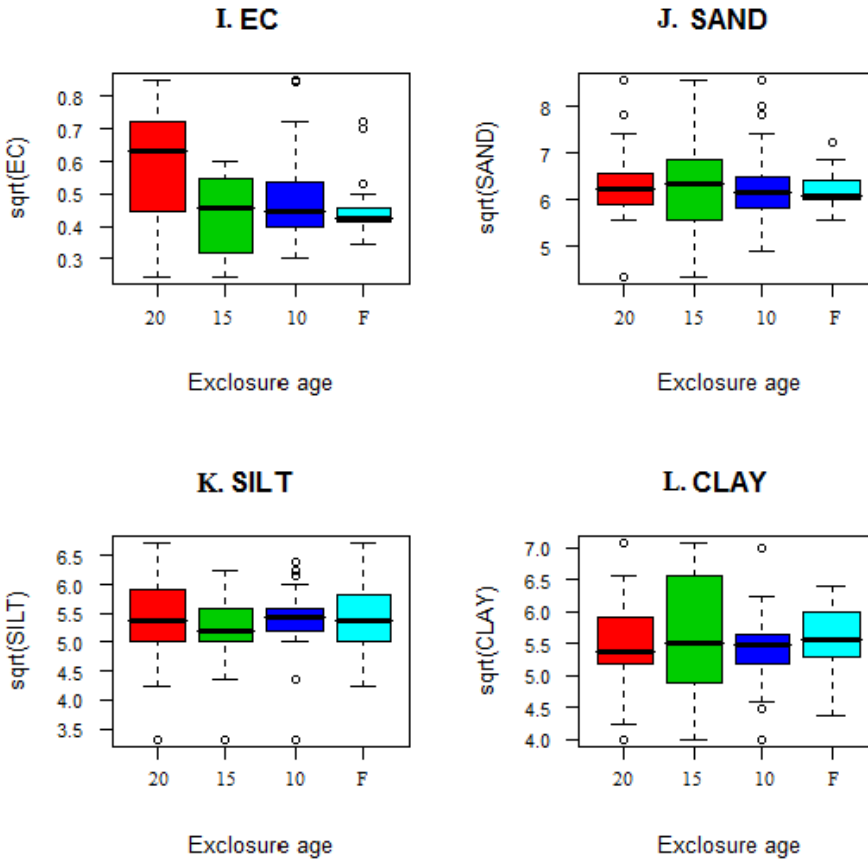 I. EC
sqrt(EC)
0.8
0.7
0.6
0.5
0.4
0.3
20 15 10 F
Exclosure age
J. SAND
sqrt(SAND)
8
7
6
5
20 15 10 F
Exclosure age
K. SILT
sqrt(SILT)
6.5
6.0
5.5
5.0
4.5
4.0
3.5
20 15 10 F
Exclosure age
L. CLAY
sqrt(CLAY)
7.0
6.5
6.0
5.5
5.0
4.5
4.0
20 15 10 F
Exclosure age